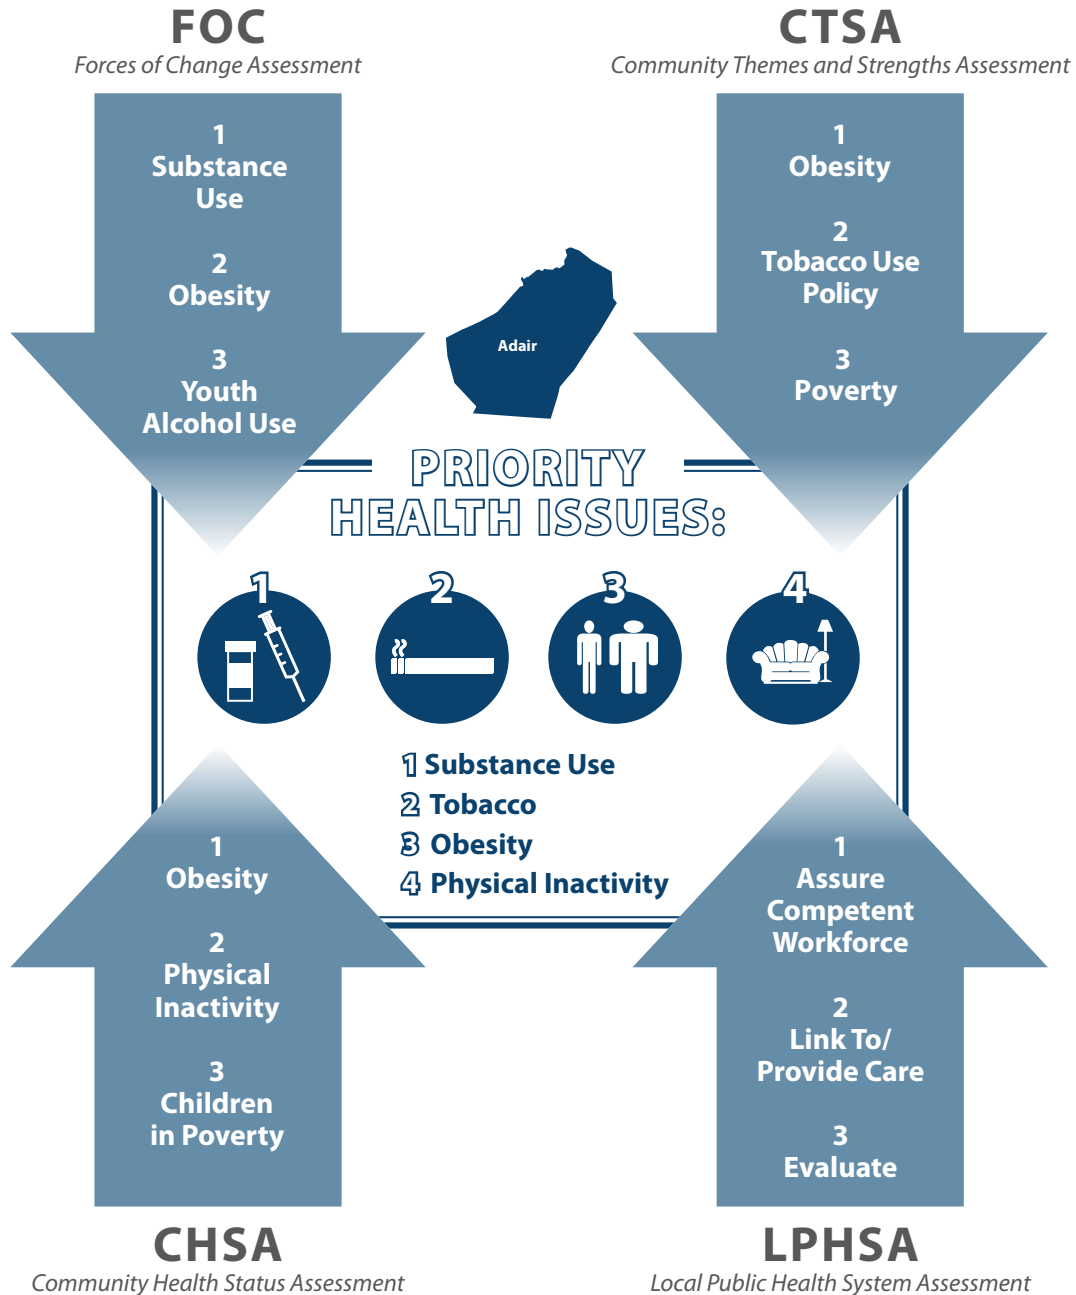 FOC
Forces of Change Assessment
1
Substance
Use
2
Obesity
3
Youth
Alcohol Use
CTSA
Community Themes and Strengths Assessment
1
Obesity
2
Tobacco Use
Policy
3
Poverty
Adair
PRIORITY
HEALTH ISSUES:
1
2
3
4
1 Substance Use
2 Tobacco
3 Obesity
4 Physical Inactivity
1
Obesity
2
Physical
Inactivity
3
Children
in Poverty
CHSA
Community Health Status Assessment
1
Assure
Competent
Workforce
2
Link To/
Provide Care
3
Evaluate
LPHSA
Local Public Health System Assessment